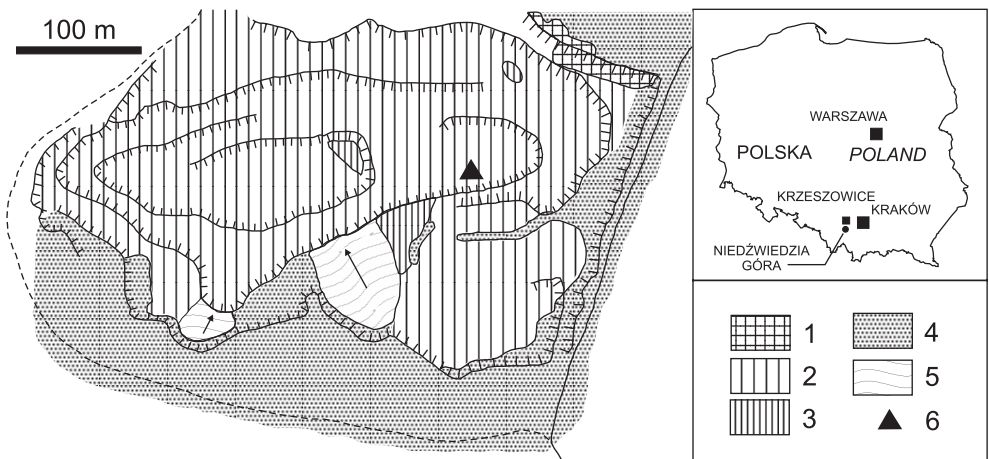 100 m
WARSZAWA
POLSKA
POLAND
KRZESZOWICE
KRAKÓW
NIEDŹWIEDZIA
GÓRA
1
4
2
5
3
6